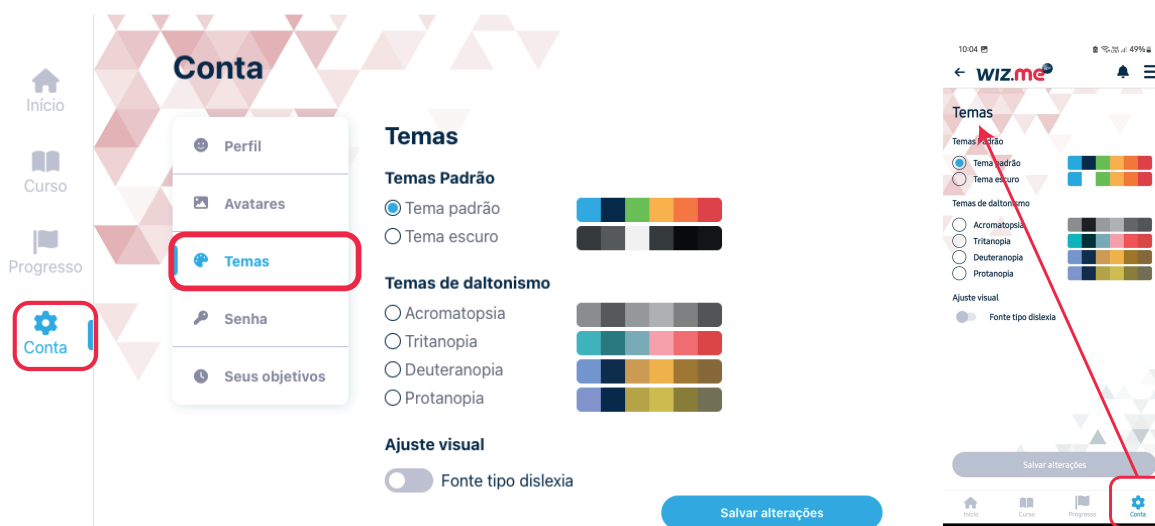 Início
Curso
Progresso
Conta
Conta
Perfil
Avatares
Temas
Senha
Seus objetivos
Temas
Temas Padrão
Tema padrão
Tema escuro
Temas de daltonismo
Acromatopsia
Tritanopia
Deuteranopia
Protanopia
Ajuste visual
Fonte tipo dislexia
Salvar alterações
10:04
49%
WIZ.me
Temas
Temas Padrão
Tema padrão
Tema escuro
Temas de daltonismo
Acromatopsia
Tritanopia
Deuteranopia
Protanopia
Ajuste visual
Fonte tipo dislexia
Salvar alterações
Início
Curso
Progresso
Conta